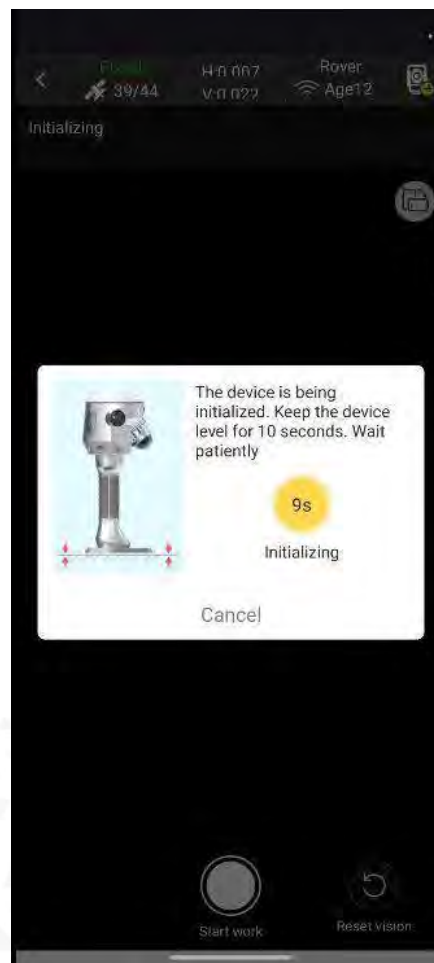 Fixed
39/44
H:0.007
V:0.022
Rover
Age12
Initializing
The device is being
initialized. Keep the device
level for 10 seconds. Wait
patiently
9s
Initializing
Cancel
Start work
Reset vision